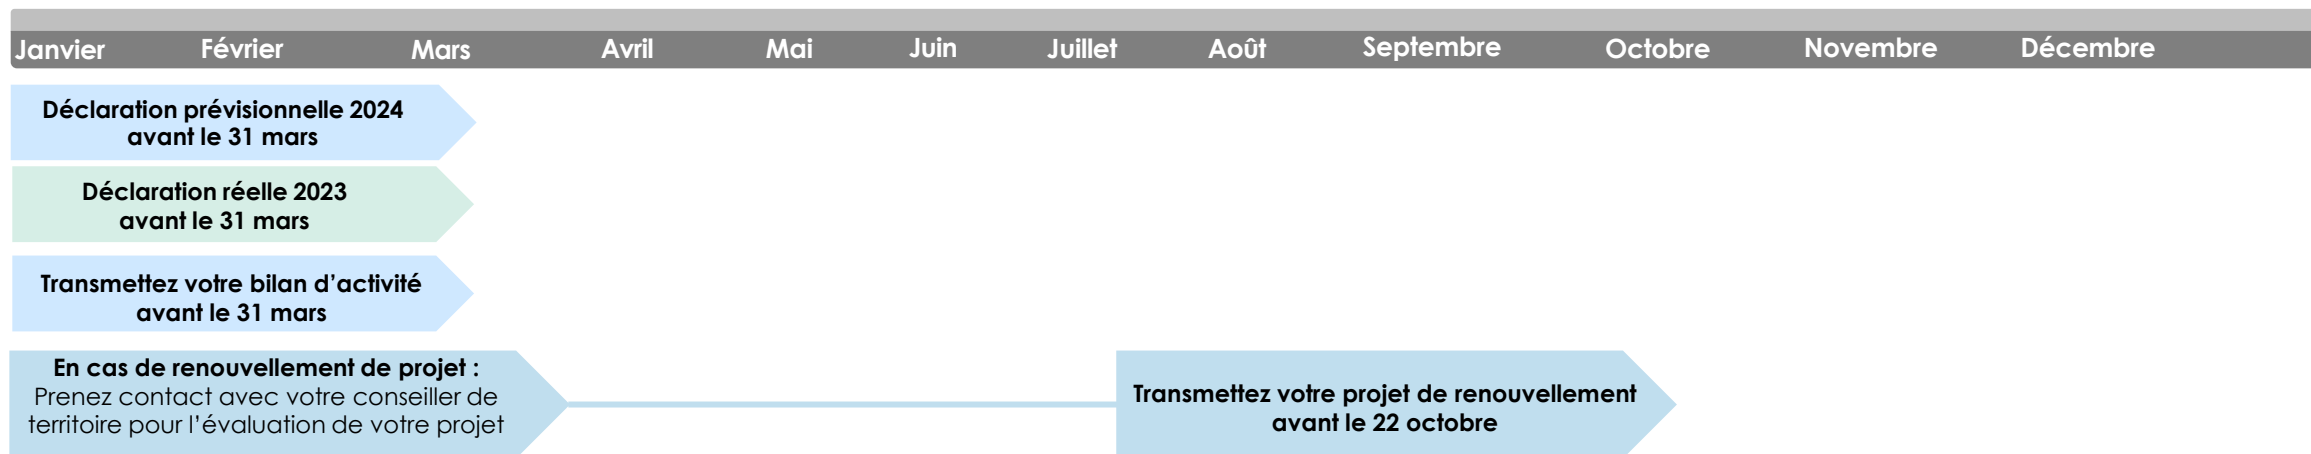 Janvier Février Mars Avril Mai Juin Juillet Août Septembre Octobre Novembre Décembre
Déclaration prévisionnelle 2024
avant le 31 mars
Déclaration réelle 2023
avant le 31 mars
Transmettez votre bilan d’activité
avant le 31 mars
En cas de renouvellement de projet :
Prenez contact avec votre conseiller de
territoire pour l’évaluation de votre projet
Transmettez votre projet de renouvellement
avant le 22 octobre